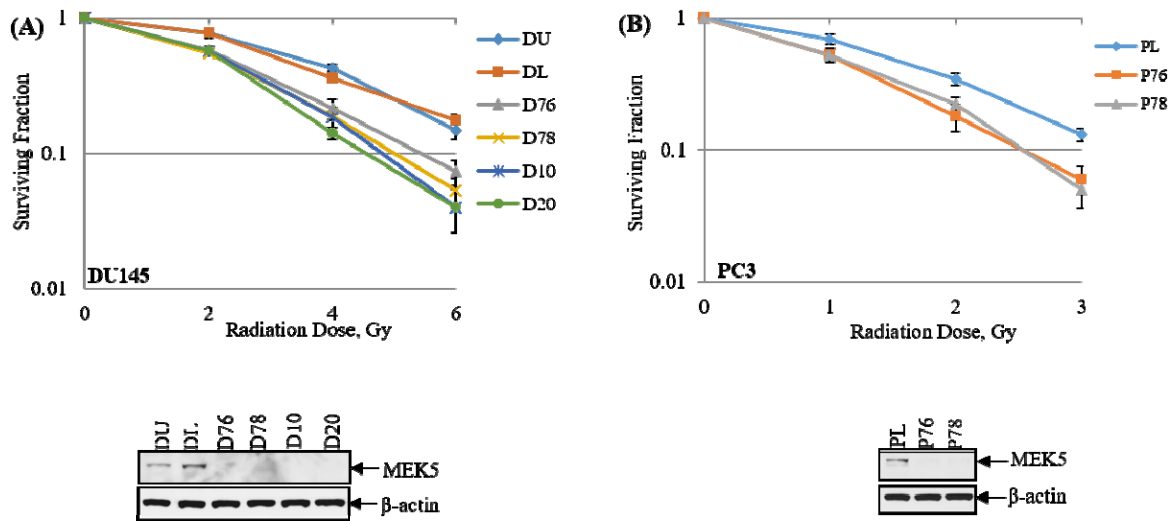 (A)
Surviving Fraction
1
0.1
0.01
0
2
4
6
Radiation Dose, Gy
DU145
DU
DL
D76
D78
D10
D20
(B)
Surviving Fraction
1
0.1
0.01
0
1
2
3
Radiation Dose, Gy
PC3
PL
P76
P78
DU
DL
D76
D78
D10
D20
MEK5
β-actin
PL
P76
P78
MEK5
β-actin